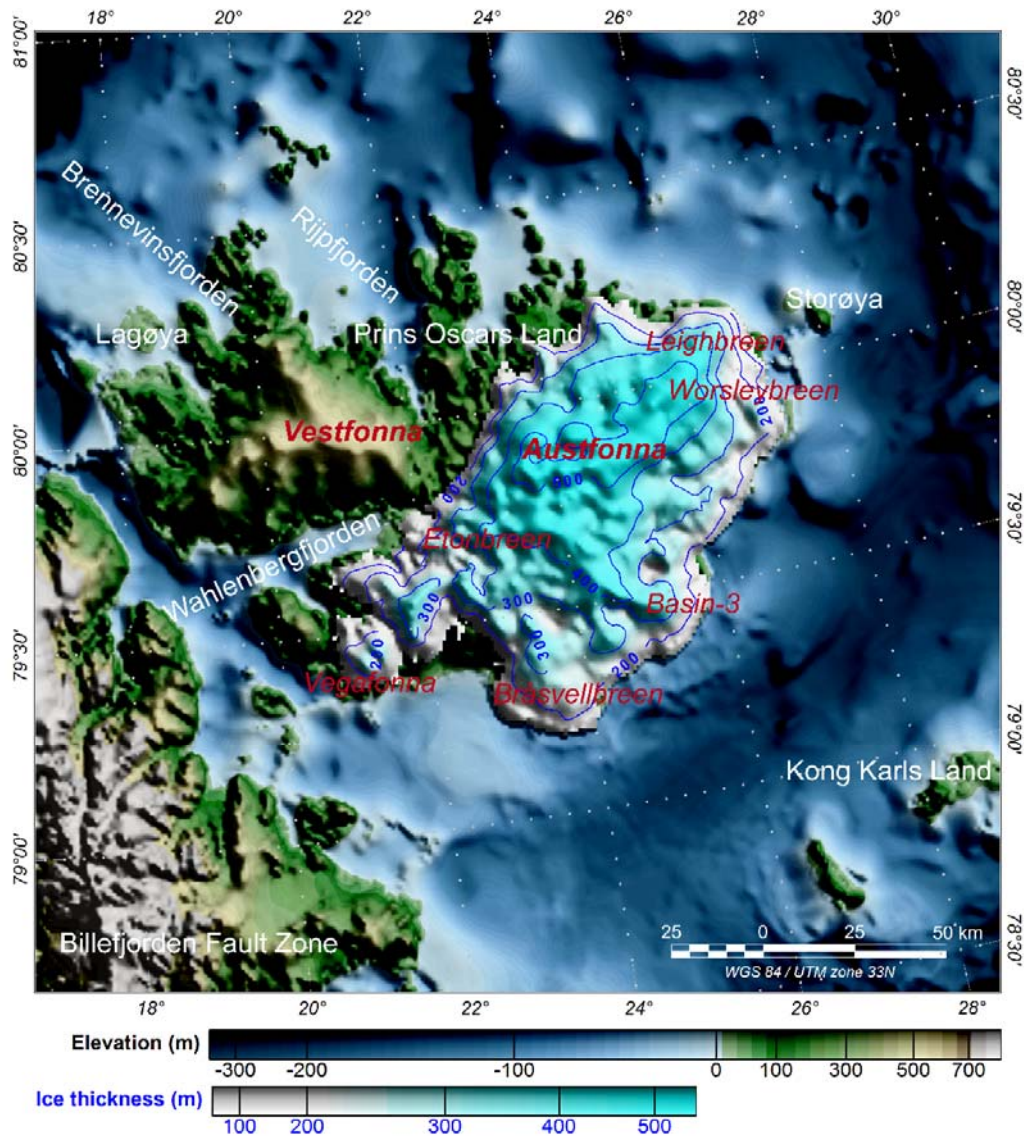 18° 20° 22° 24° 26° 28° 30°
81°00'
80°30'
Brennevinsfjorden
Rijpfjorden
80°30'
Lagøya
Prins Oscars Land
Storøya
80°00'
Leighbreen
Worsleybreen
200
Vestfonna
Austfonna
80°00'
200
79°30'
Etonbreen
Wahlenbergfjorden
300
300
Basin-3
300
79°30'
200
200
Vegafonna
Bråsvellbreen
79°00'
Kong Karls Land
79°00'
25 0 25 50 km
Billefjorden Fault Zone
WGS 84 / UTM zone 33N
78°30'
18° 20° 22° 24° 26° 28°
Elevation (m)
-300 -200 -100 0 100 300 500 700
Ice thickness (m)
100 200 300 400 500